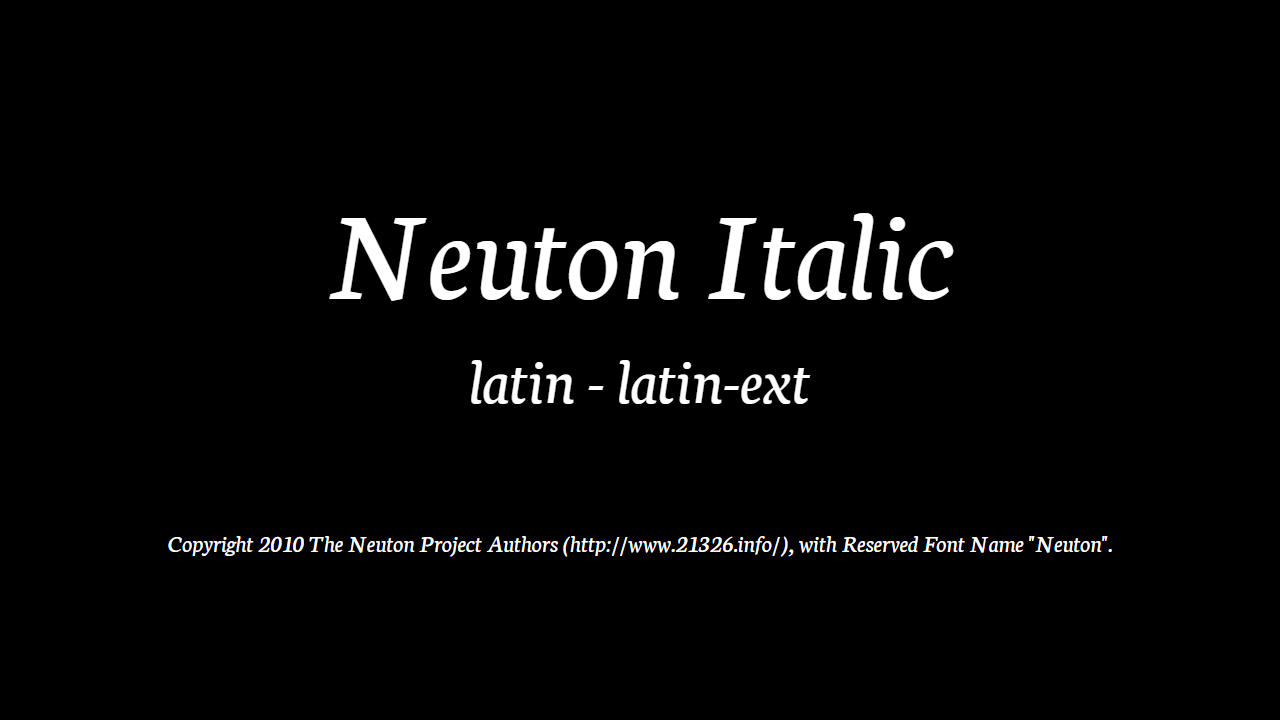 Neuton Italic
latin - latin-ext
Copyright 2010 The Neuton Project Authors (http://www.21326.info/), with Reserved Font Name "Neuton".